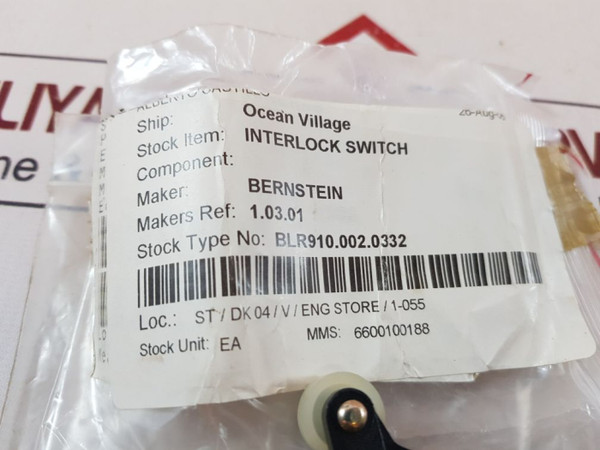 Ship: Ocean Village
Stock Item: INTERLOCK SWITCH
Component:
Maker: BERNSTEIN
Makers Ref: 1.03.01
Stock Type No: BLR910.002.0332
Loc.: ST / DK 04 / V / ENG STORE / 1-055
Stock Unit: EA MMS: 6600100188